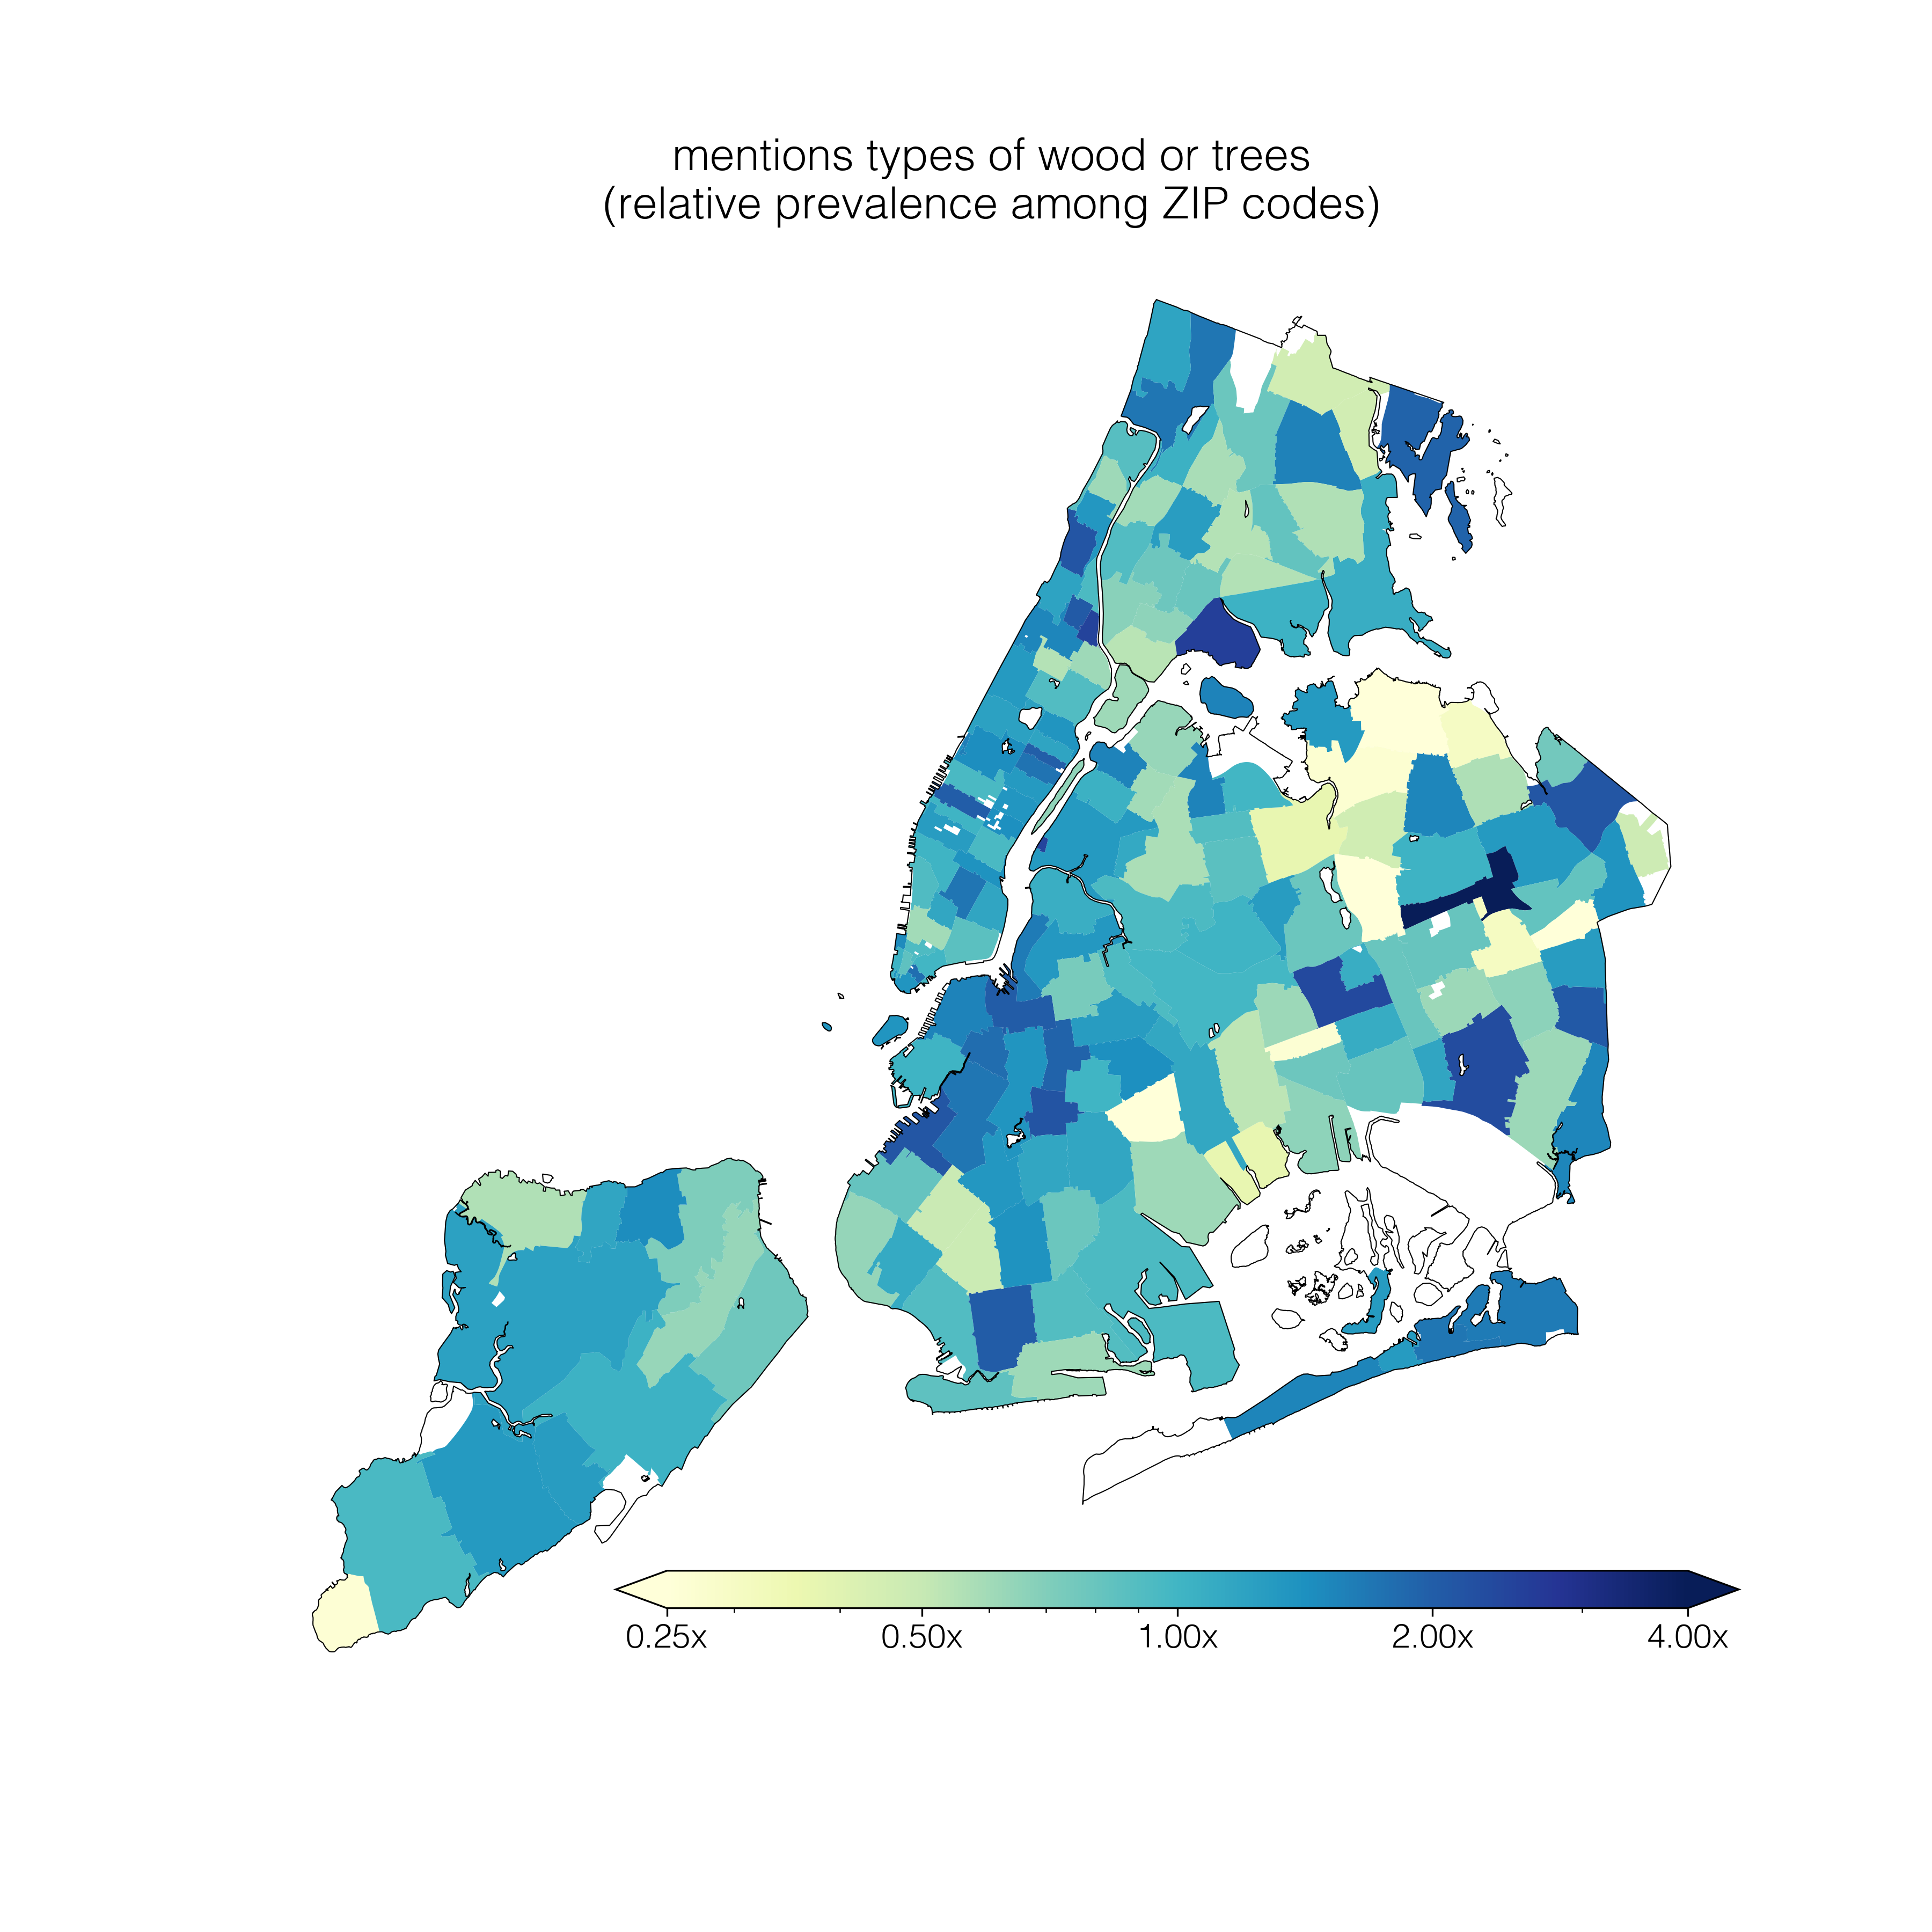 mentions types of wood or trees
(relative prevalence among ZIP codes)
0.25x 0.50x 1.00x 2.00x 4.00x